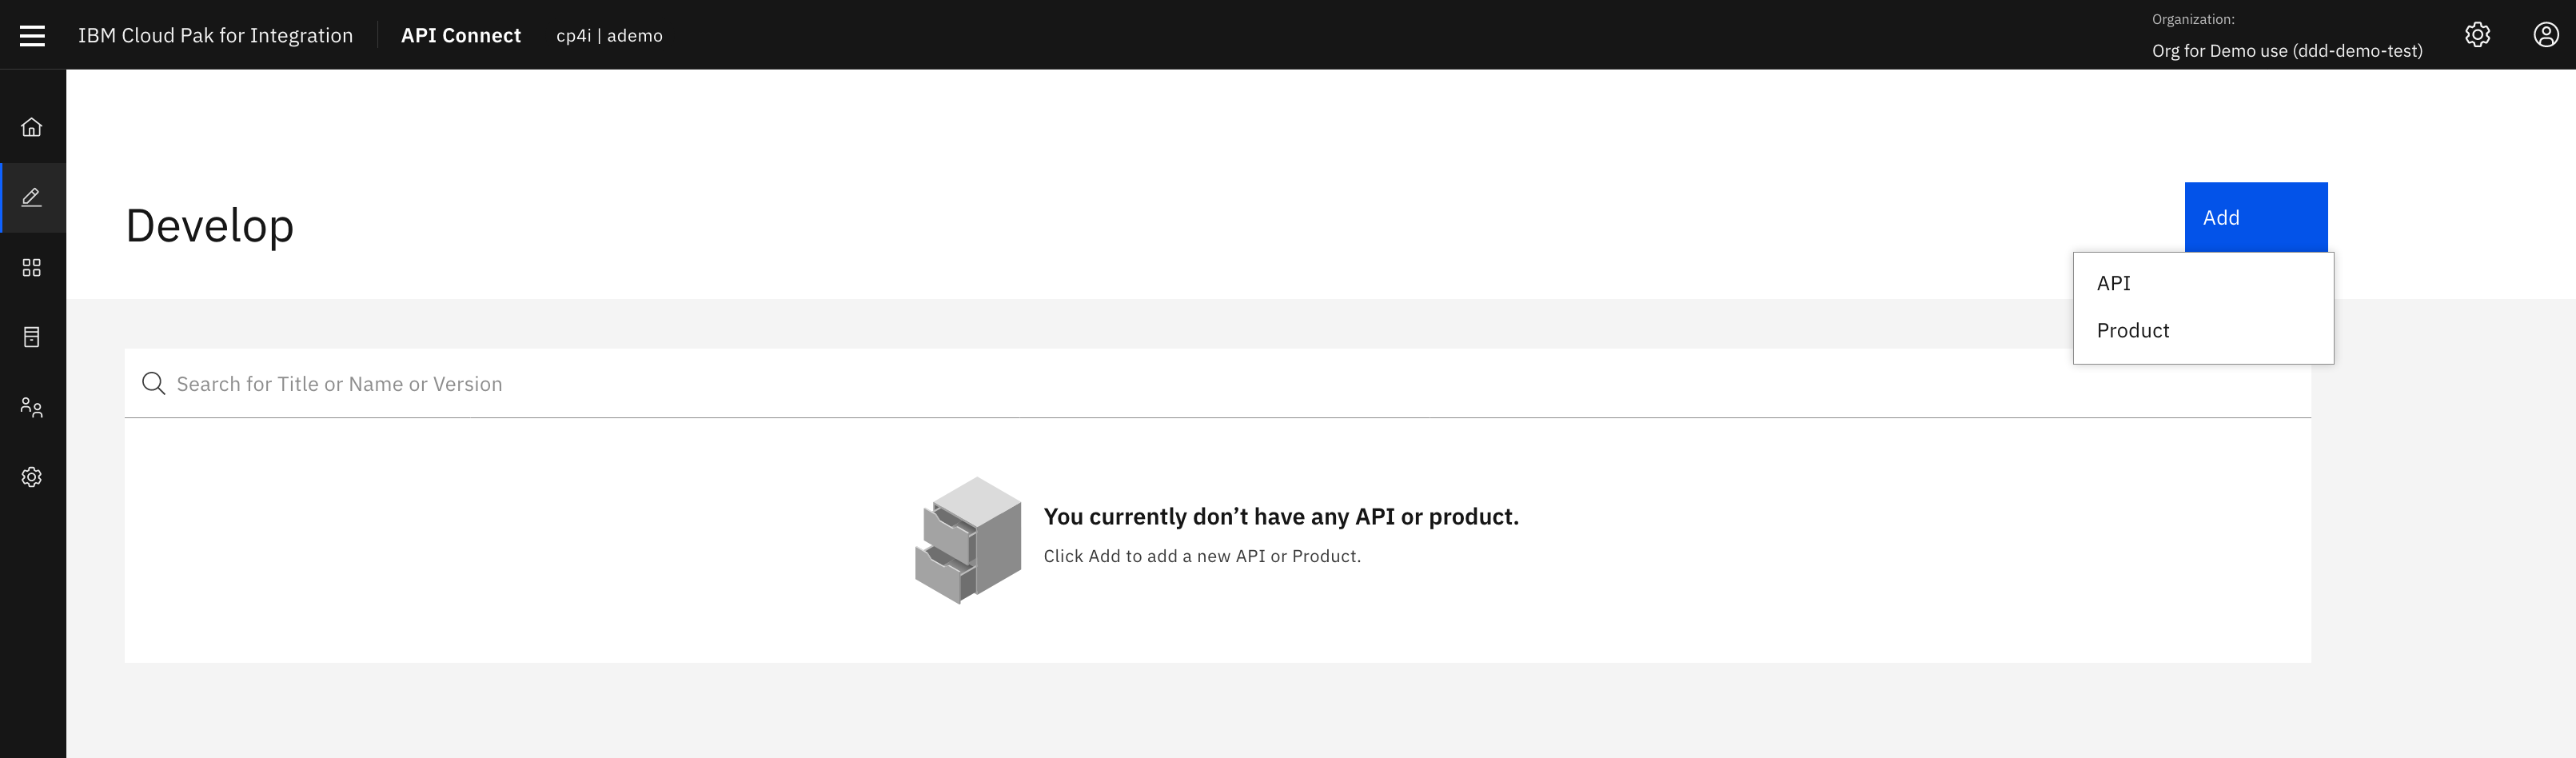 IBM Cloud Pak for Integration
API Connect
cp4i | ademo
Organization:
Org for Demo use (ddd-demo-test)
Develop
Add
API
Product
Search for Title or Name or Version
You currently don’t have any API or product.
Click Add to add a new API or Product.